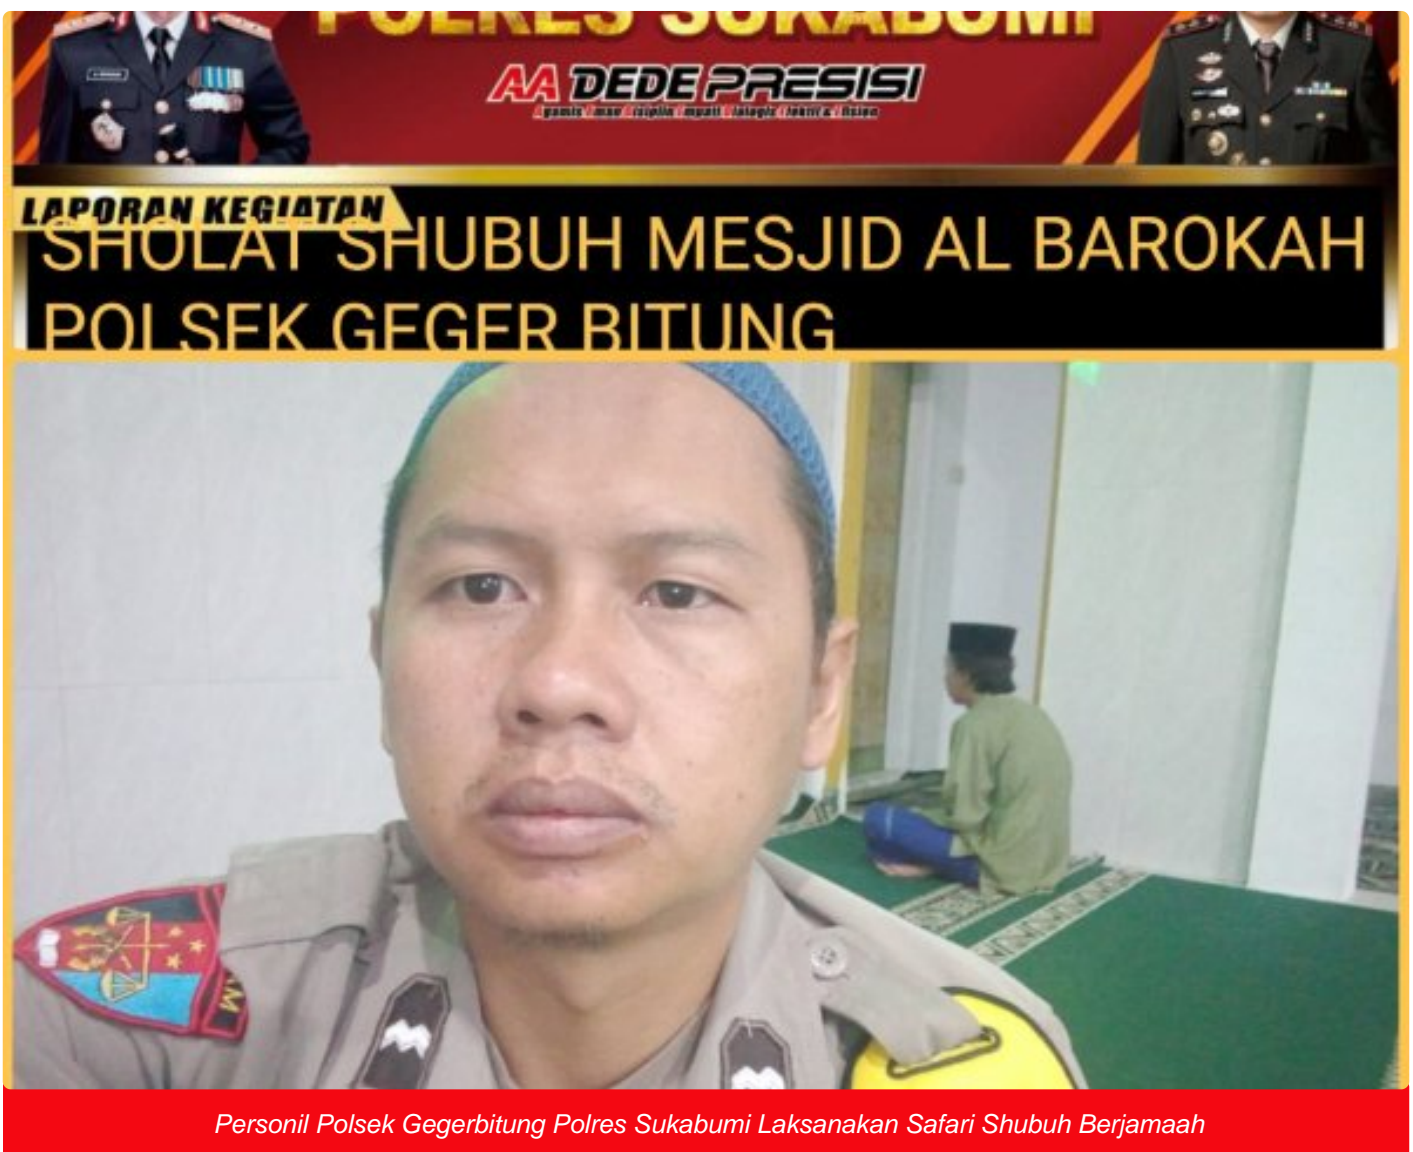 POLRES SUKABUMI
AA DEDE PRESISI
LAPORAN KEGIATAN
SHOLAT SHUBUH MESJID AL BAROKAH
POLSEK GEGER BITUNG
Personil Polsek Gegerbitung Polres Sukabumi Laksanakan Safari Shubuh Berjamaah